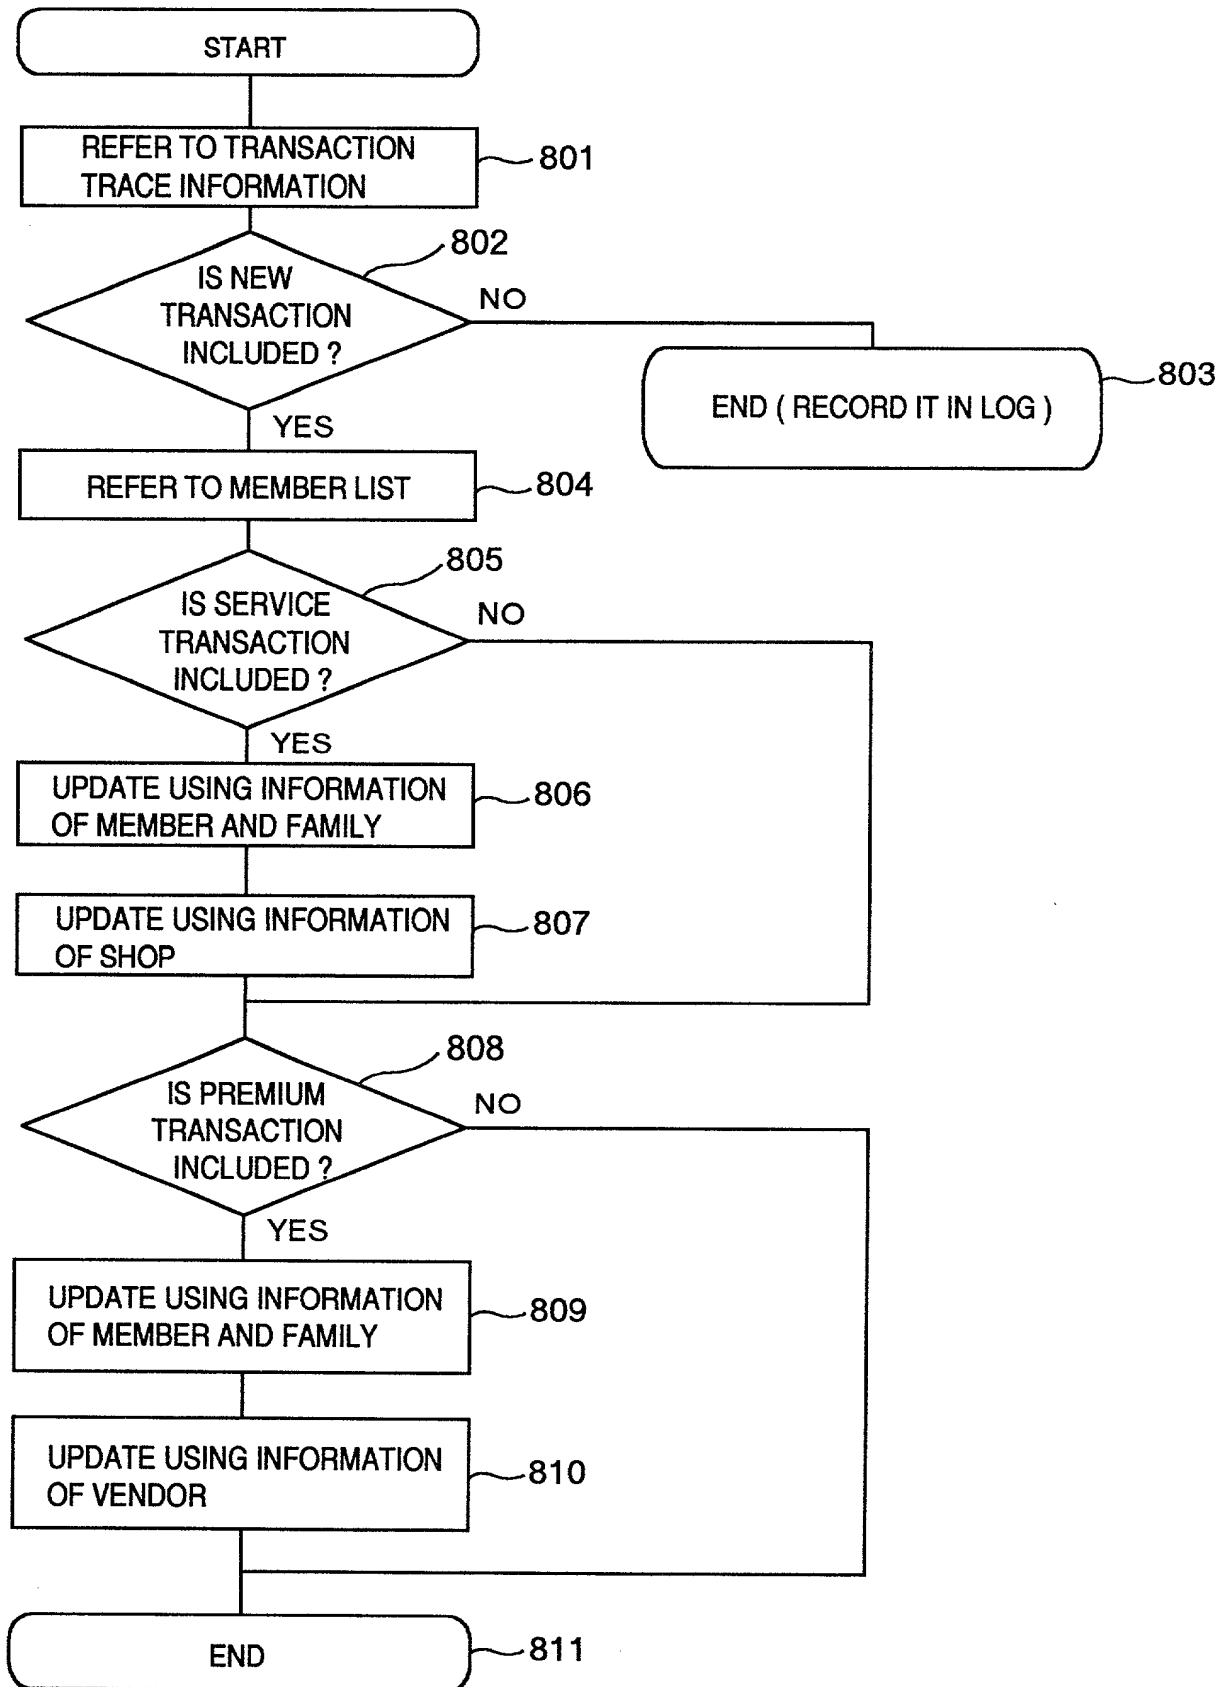 START
REFER TO TRANSACTION
TRACE INFORMATION
801
802
IS NEW
TRANSACTION
INCLUDED ?
NO
803
END ( RECORD IT IN LOG )
YES
REFER TO MEMBER LIST
804
805
IS SERVICE
TRANSACTION
INCLUDED ?
NO
YES
UPDATE USING INFORMATION
OF MEMBER AND FAMILY
806
UPDATE USING INFORMATION
OF SHOP
807
808
IS PREMIUM
TRANSACTION
INCLUDED ?
NO
YES
UPDATE USING INFORMATION
OF MEMBER AND FAMILY
809
UPDATE USING INFORMATION
OF VENDOR
810
END
811